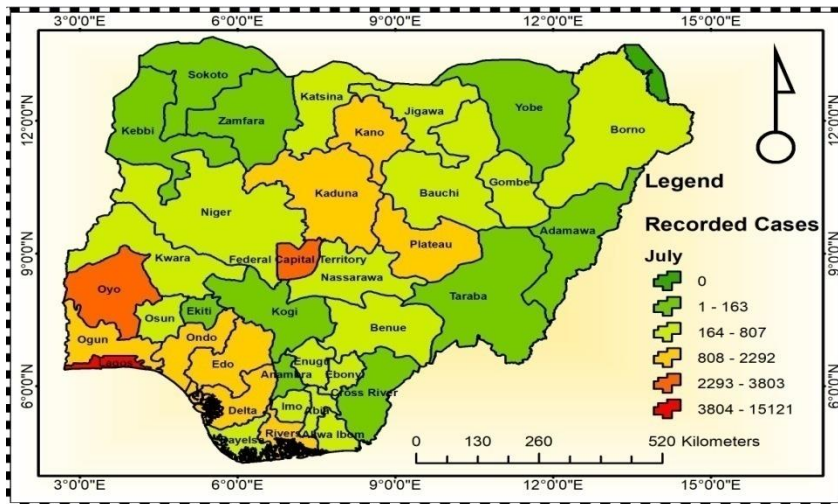 3°0'0"E 6°0'0"E 9°0'0"E 12°0'0"E 15°0'0"E
12°0'0"N
9°0'0"N
6°0'0"N
12°0'0"N
9°0'0"N
6°0'0"N
Sokoto
Katsina
Jigawa
Yobe
Zamfara
Kebbi
Kano
Borno
Kaduna
Bauchi
Gombe
Niger
Adamawa
Plateau
Kwara
Federal Capital Territory
Nassarawa
Oyo
Taraba
Osun
Ekiti
Kogi
Benue
Ogun
Ondo
Lagos
Edo
Enugu
Anambra
Ebony
Cross River
Delta
Imo
Abia
Bayelsa
Rivers
Akwa Ibom
Legend
Recorded Cases
July
0
1 - 163
164 - 807
808 - 2292
2293 - 3803
3804 - 15121
0 130 260 520 Kilometers
3°0'0"E 6°0'0"E 9°0'0"E 12°0'0"E 15°0'0"E